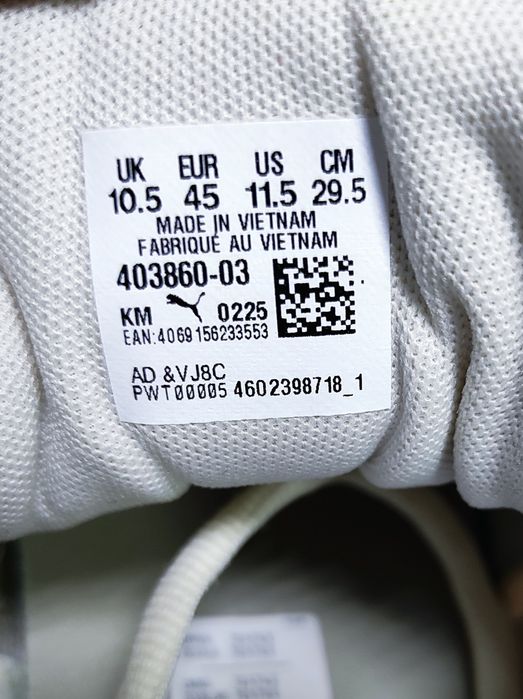 UK EUR US CM
10.5 45 11.5 29.5
MADE IN VIETNAM
FABRIQUÉ AU VIETNAM
403860-03
KM 0225
EAN:4069156233553
AD &VJ8C
PWT00005 4602398718_1